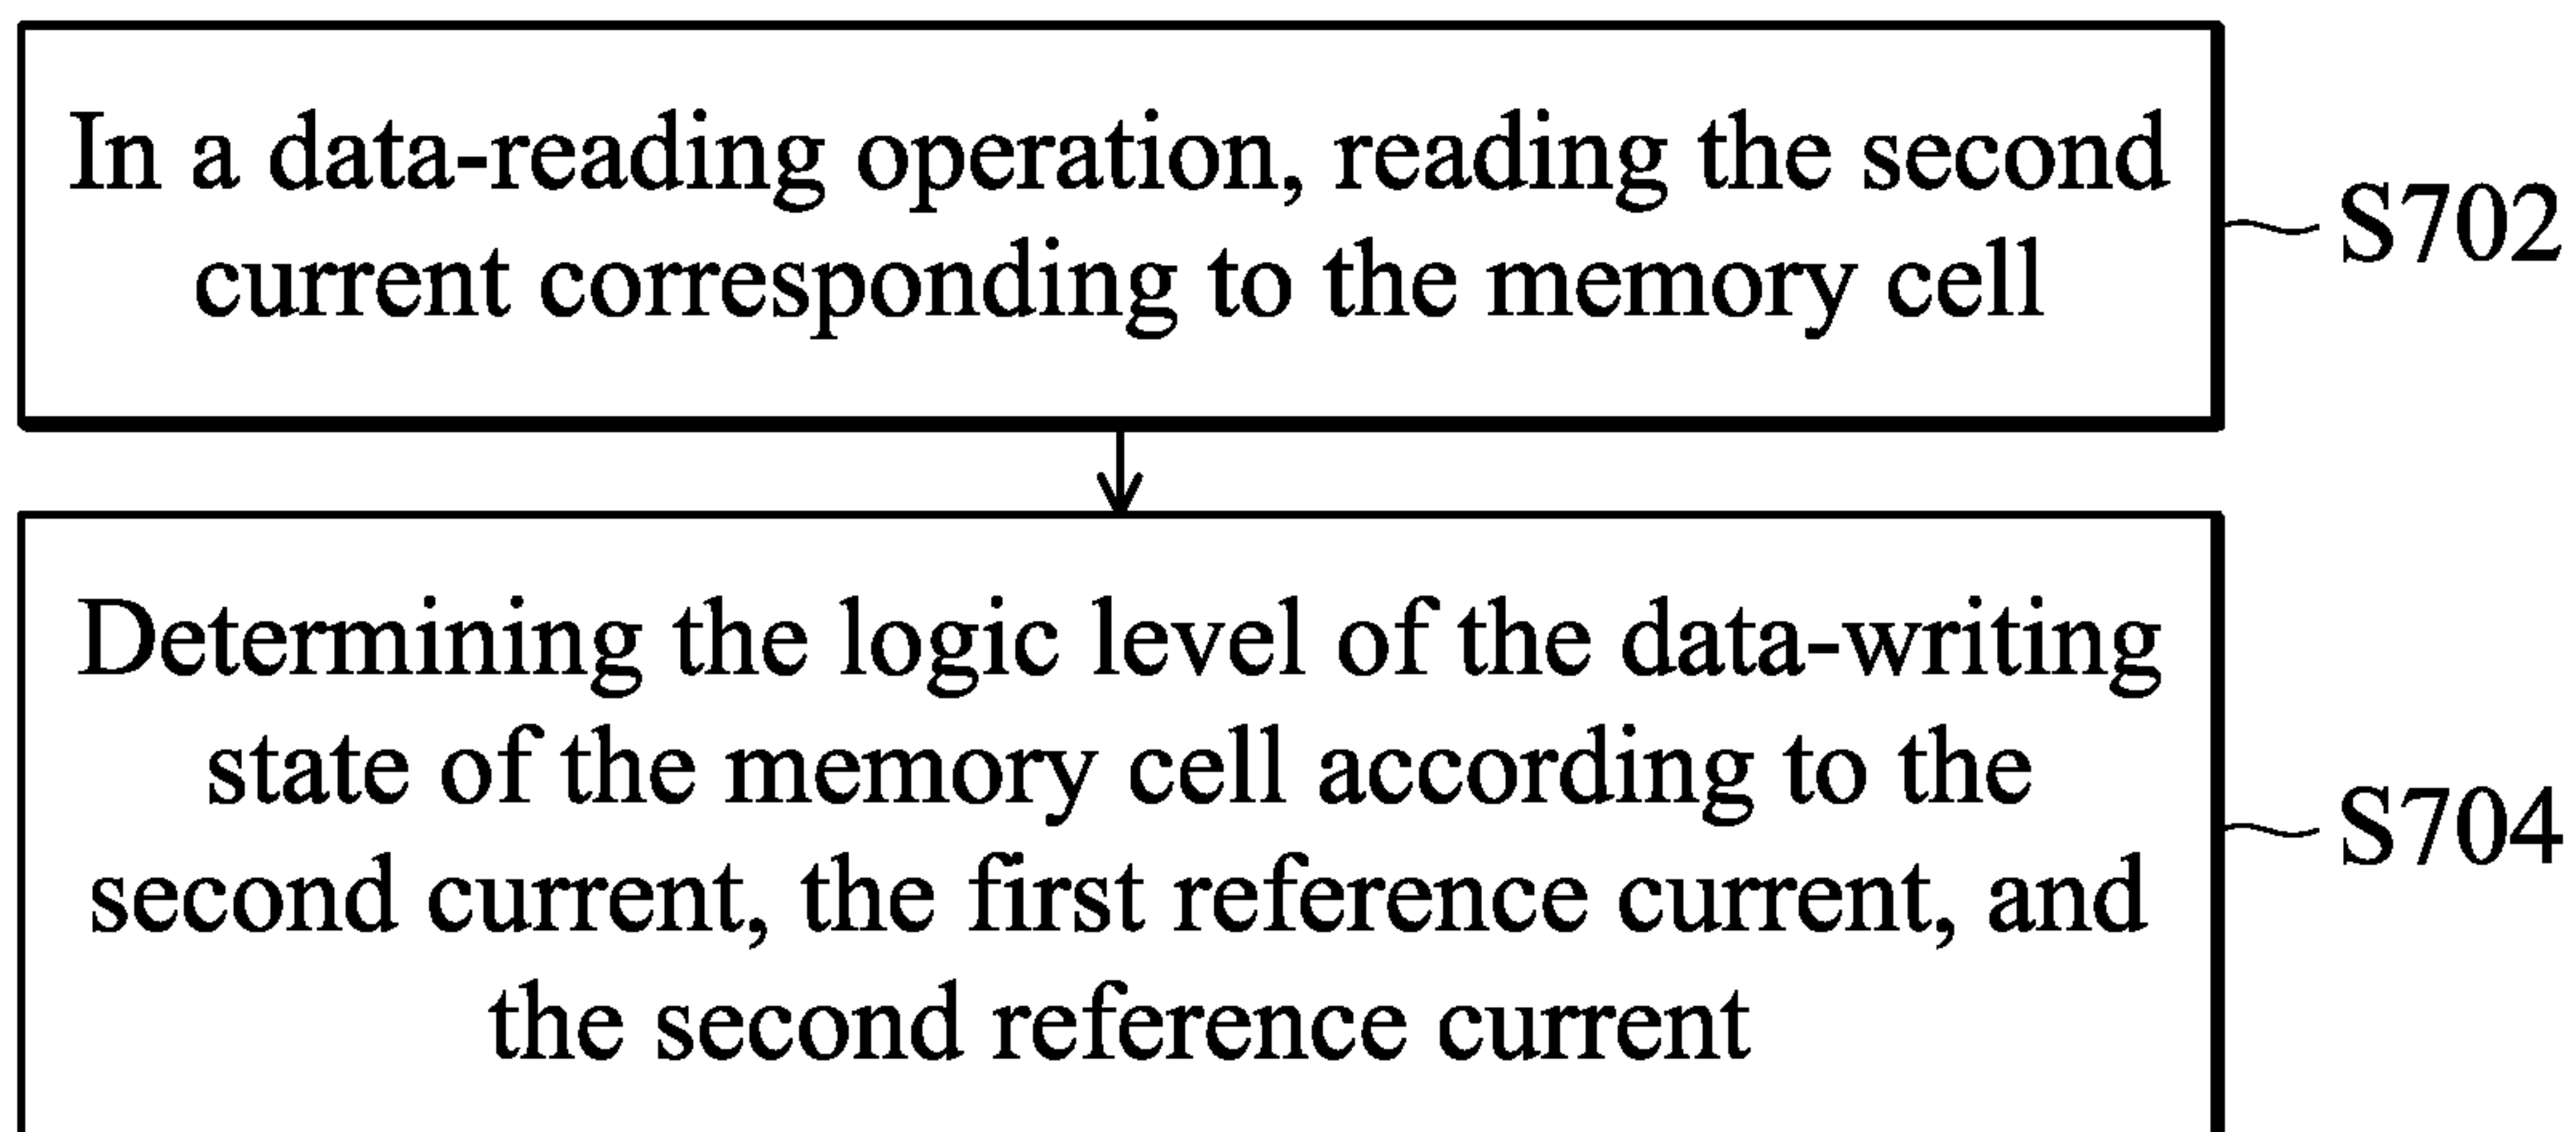 In a data-reading operation, reading the second
current corresponding to the memory cell
S702
Determining the logic level of the data-writing
state of the memory cell according to the
second current, the first reference current, and
the second reference current
S704